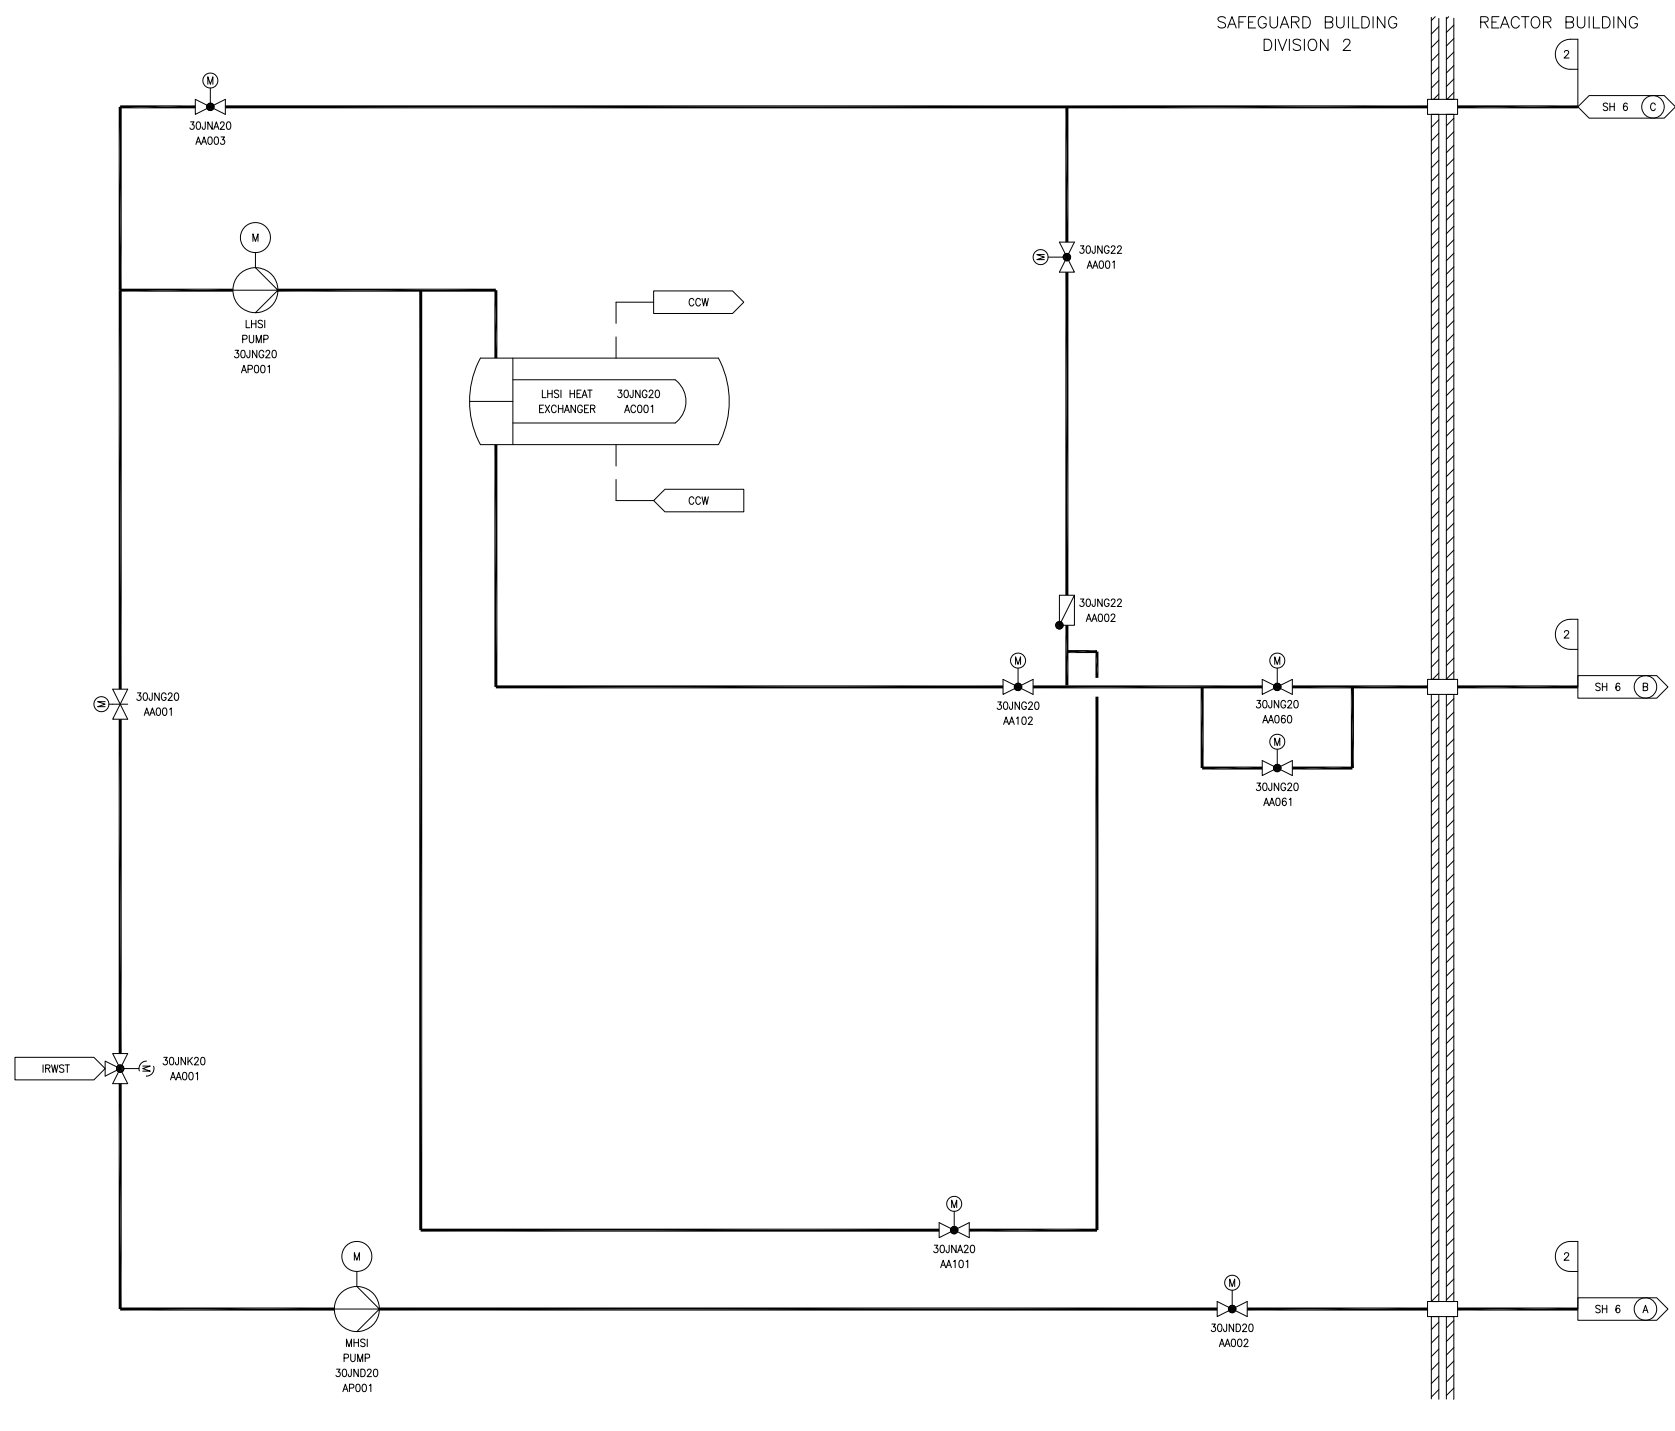 SAFEGUARD BUILDING
DIVISION 2
REACTOR BUILDING
2
M
30JNA20
AA003
SH 6 C
M
LHSI
PUMP
30JNG20
AP001
M
30JNG22
AA001
CCW
LHSI HEAT
EXCHANGER
30JNG20
AC001
CCW
30JNG22
AA002
2
M
30JNG20
AA102
M
30JNG20
AA060
SH 6 B
M
30JNG20
AA001
M
30JNG20
AA061
IRWST
M
30JNK20
AA001
M
30JNA20
AA101
2
M
MHSI
PUMP
30JND20
AP001
M
30JND20
AA002
SH 6 A